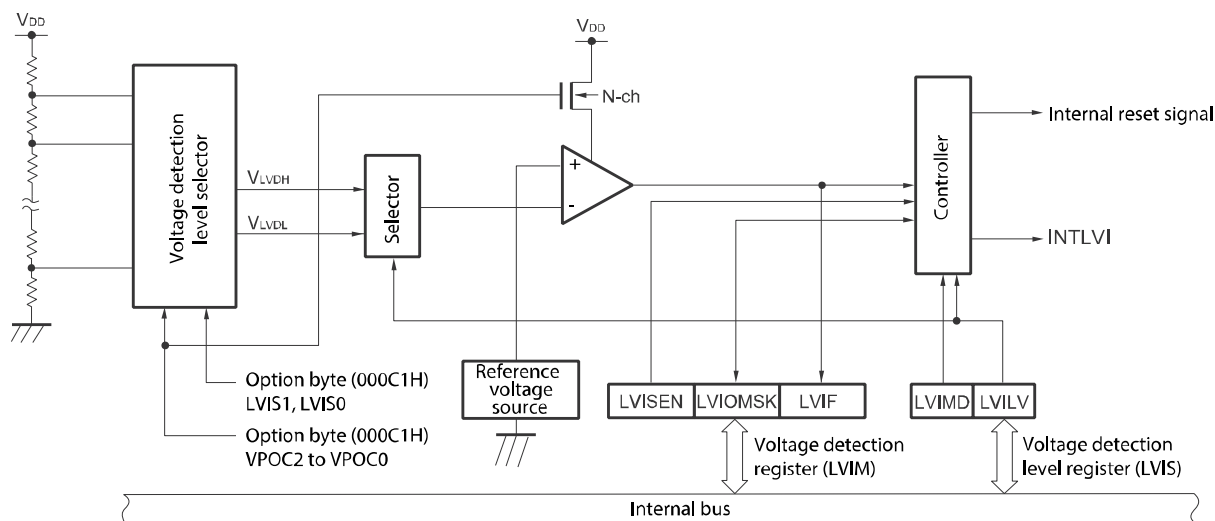 VDD
VDD
N-ch
Voltage detection
level selector
VLVDH
VLVDL
Selector
+
-
Controller
Internal reset signal
INTLVI
Option byte (000C1H)
LVIS1, LVIS0
Option byte (000C1H)
VPOC2 to VPOC0
Reference
voltage
source
LVISEN
LVIOMSK
LVIF
LVIMD
LVILV
Voltage detection
register (LVIM)
Voltage detection
level register (LVIS)
Internal bus